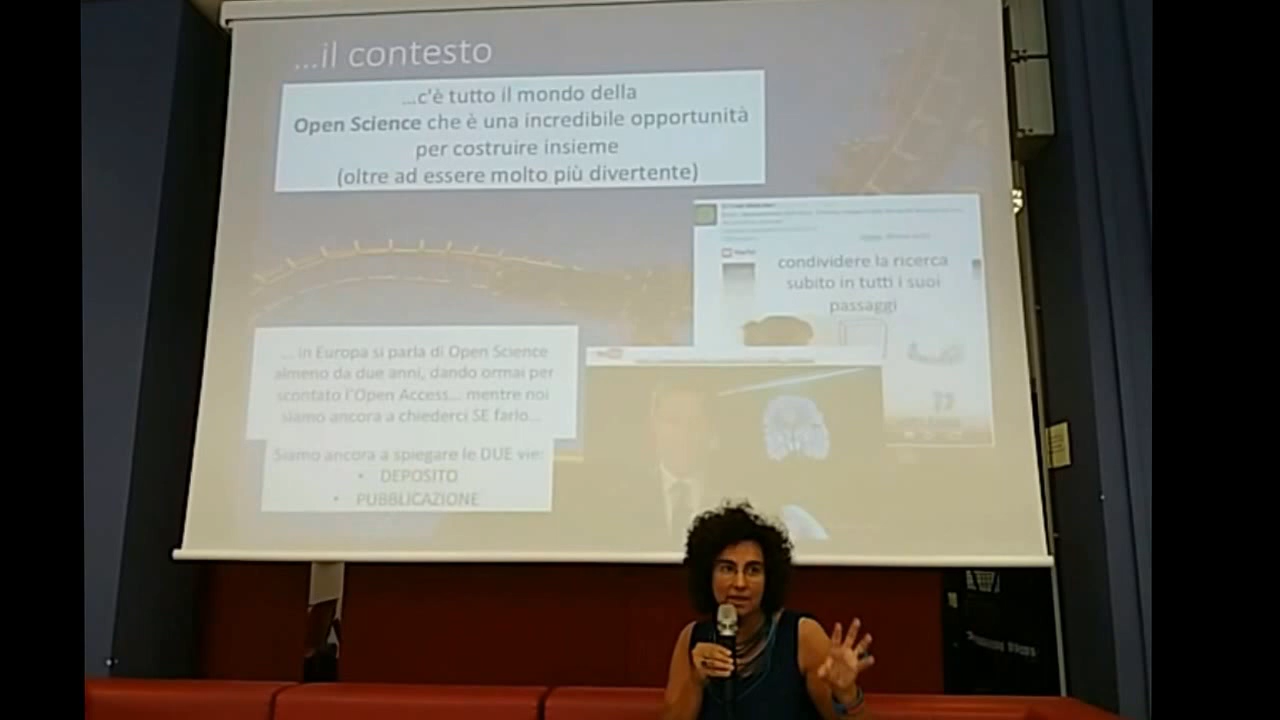 ...il contesto
...c'è tutto il mondo della
Open Science che è una incredibile opportunità
per costruire insieme
(oltre ad essere molto più divertente)
condividere la ricerca
subito in tutti i suoi
passaggi
... in Europa si parla di Open Science
almeno da due anni, dando ormai per
scontato l'Open Access... mentre noi
siamo ancora a chiederci SE farlo...
Siamo ancora a spiegare le DUE vie:
• DEPOSITO
• PUBBLICAZIONE